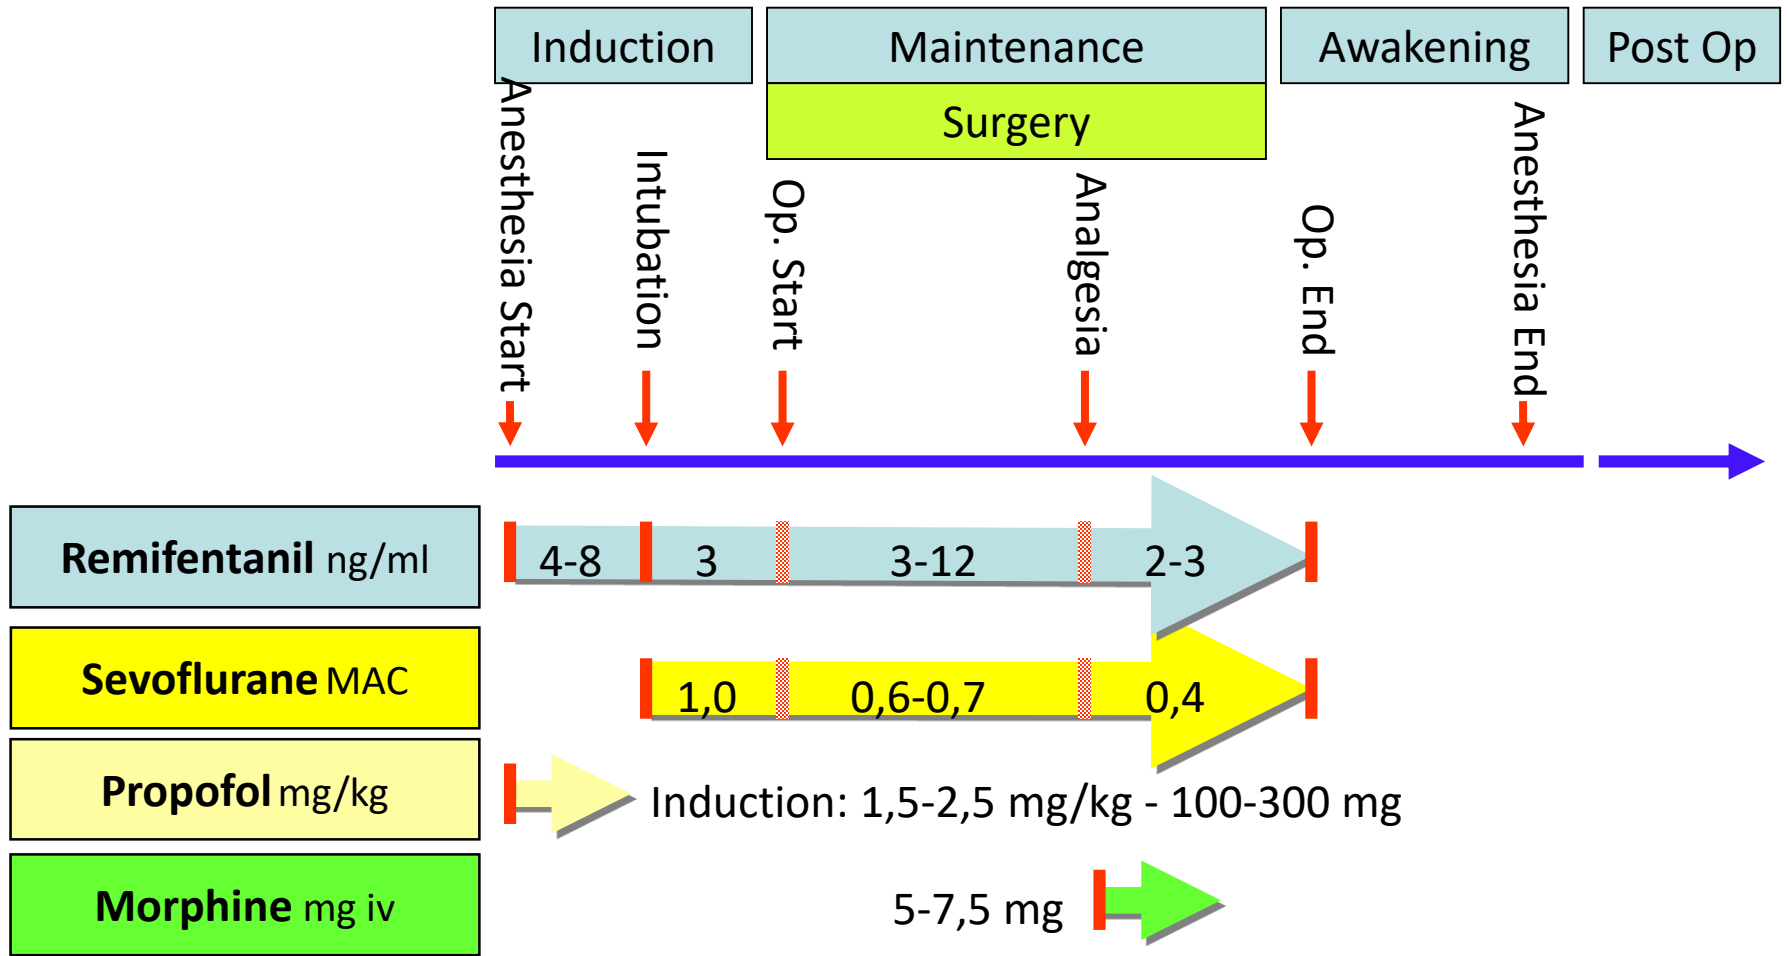 Induction
Maintenance
Awakening
Post Op
Surgery
Anesthesia Start
Intubation
Op. Start
Analgesia
Op. End
Anesthesia End
Remifentanil ng/ml
4-8
3
3-12
2-3
Sevoflurane MAC
1,0
0,6-0,7
0,4
Propofol mg/kg
Induction: 1,5-2,5 mg/kg - 100-300 mg
Morphine mg iv
5-7,5 mg